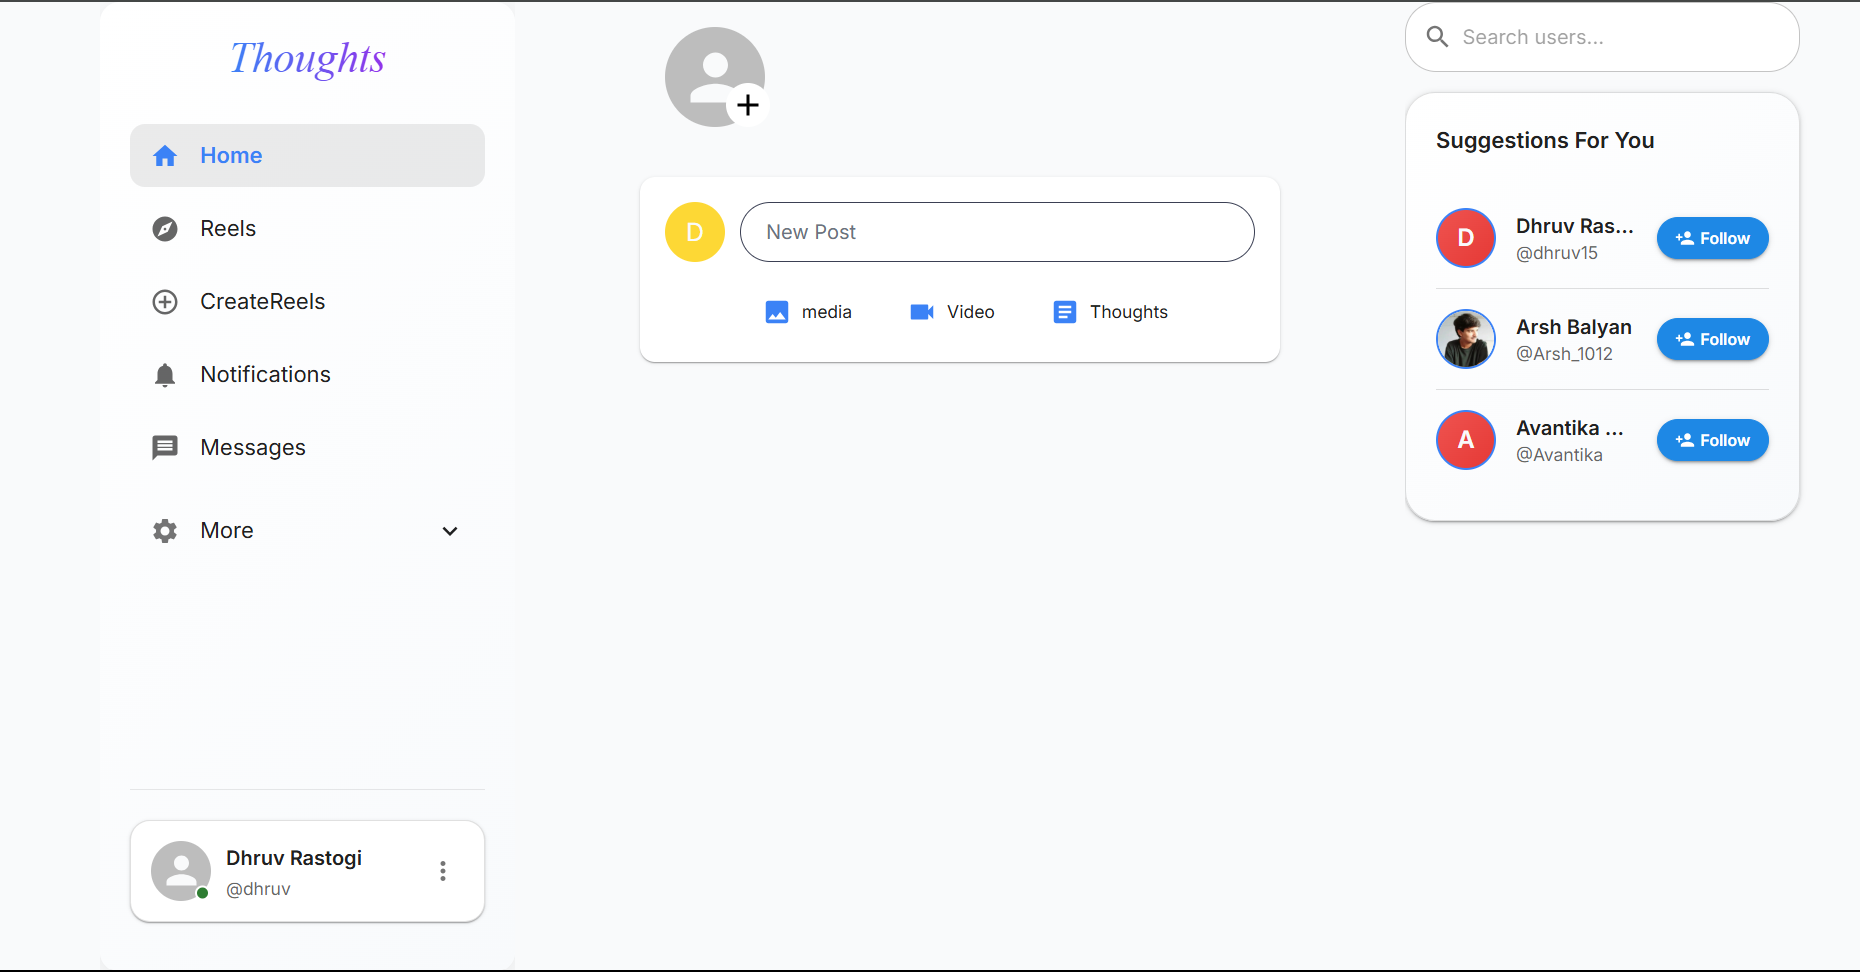 Thoughts
Home
Reels
CreateReels
Notifications
Messages
More
Dhruv Rastogi
@dhruv
D
New Post
media
Video
Thoughts
Search users...
Suggestions For You
D
Dhruv Ras...
@dhruv15
Follow
Arsh Balyan
@Arsh_1012
Follow
A
Avantika ...
@Avantika
Follow